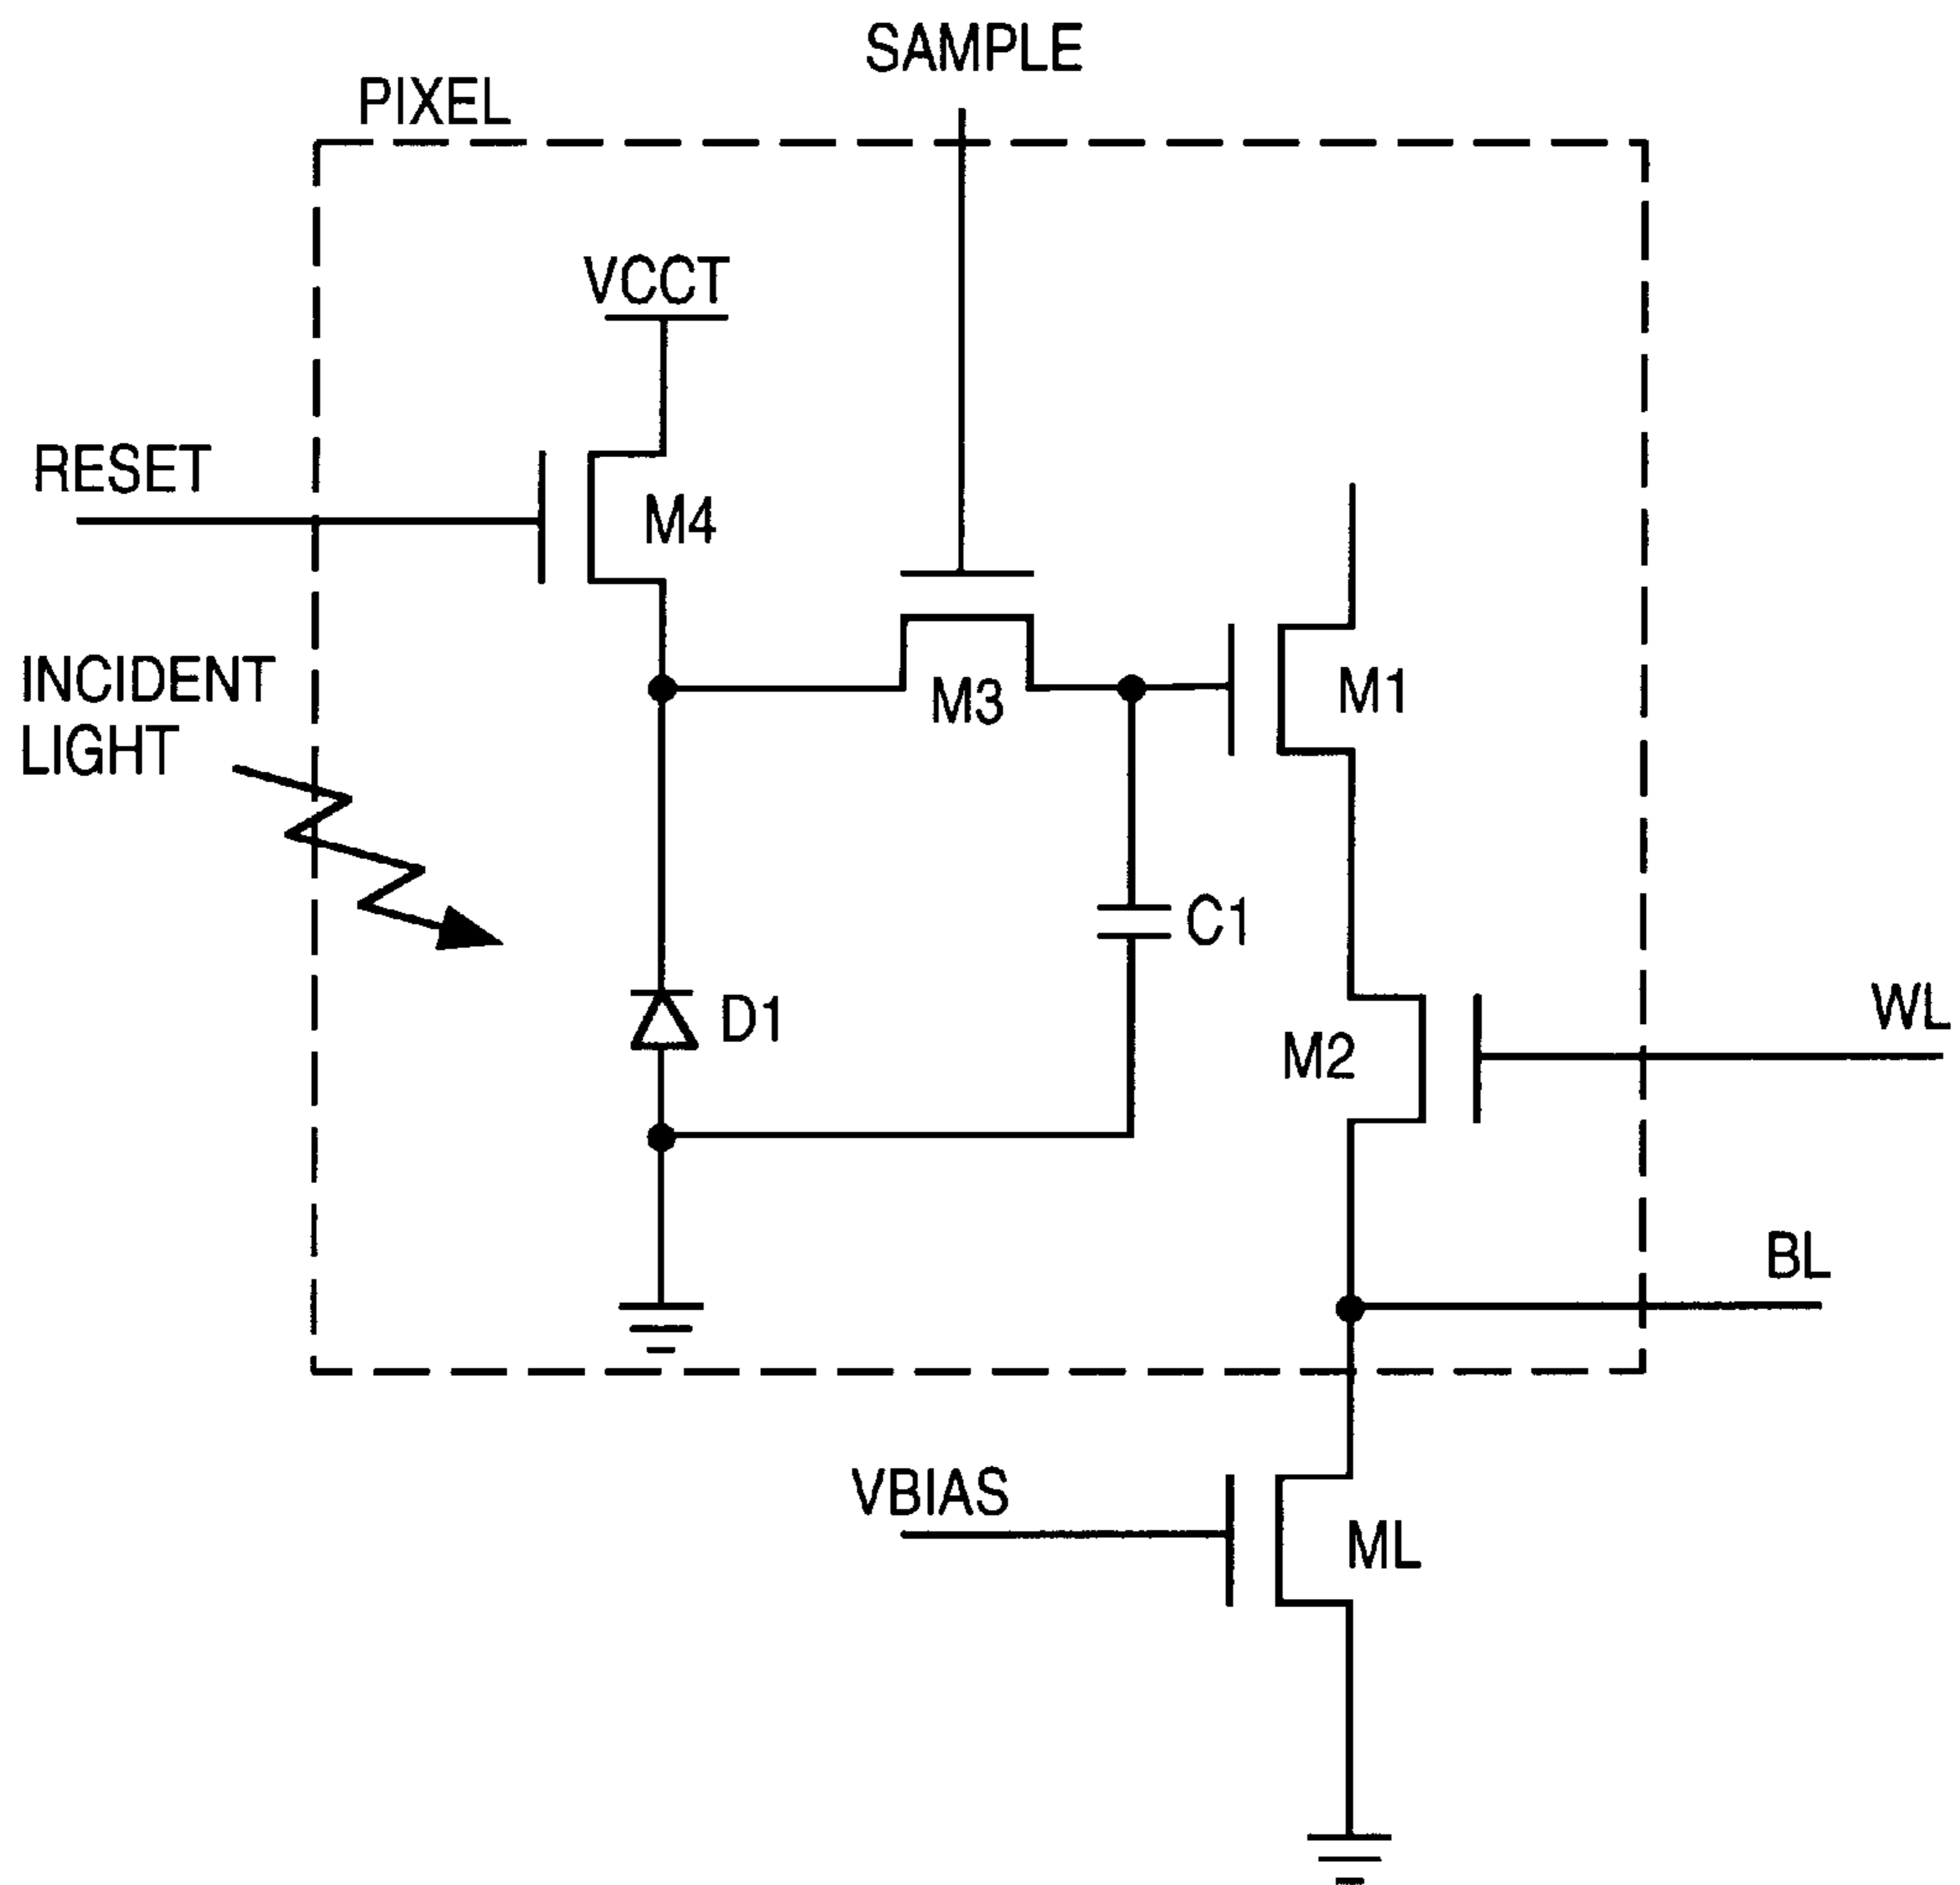 SAMPLE
PIXEL
VCCT
RESET
M4
INCIDENT
LIGHT
M3
M1
C1
D1
M2
WL
BL
VBIAS
ML